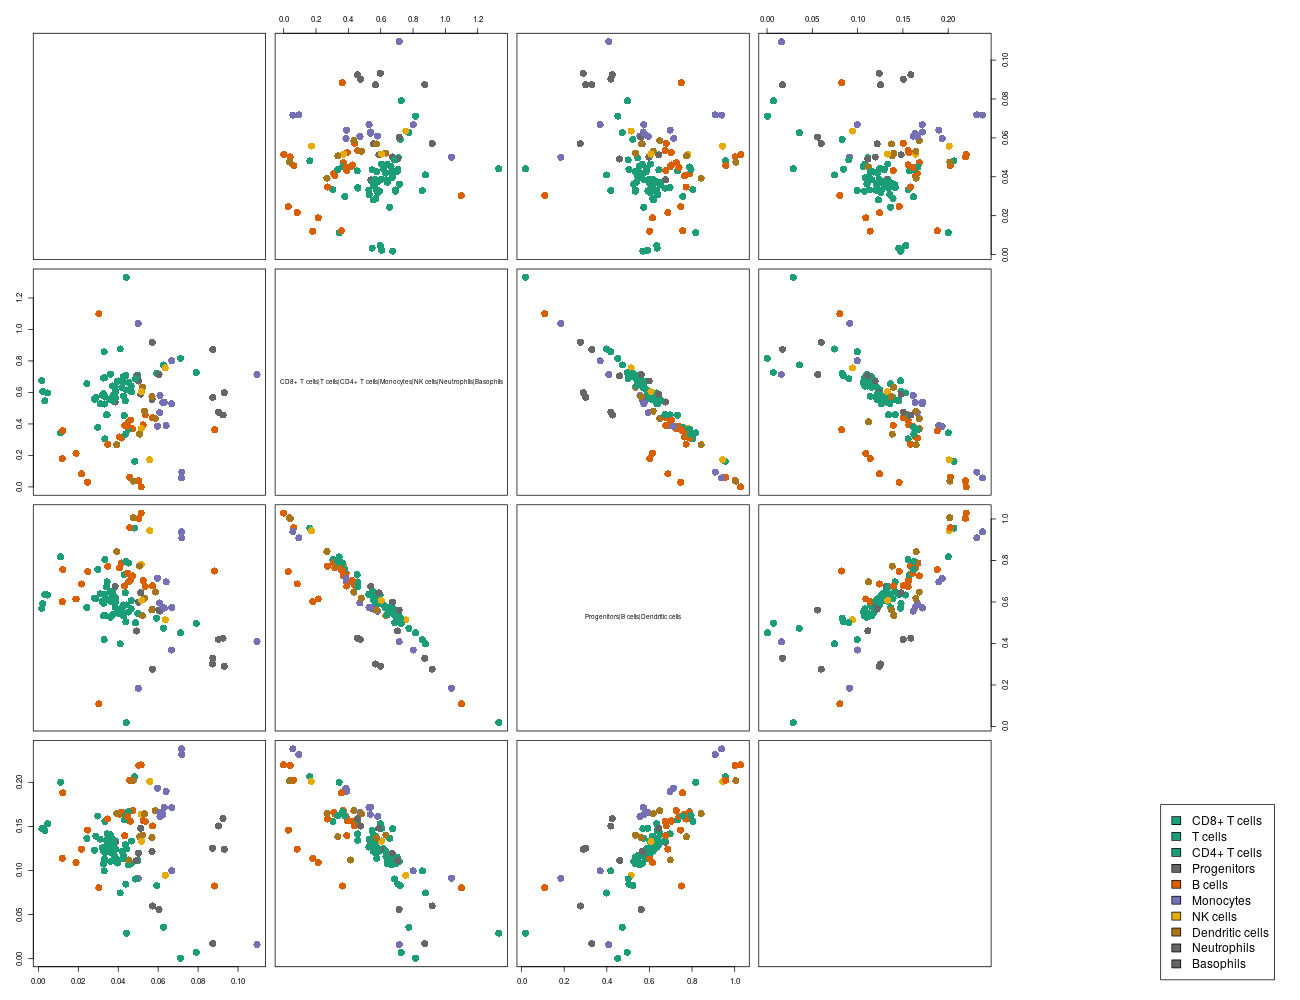 0.0 0.2 0.4 0.6 0.8 1.0 1.2
0.00 0.05 0.10 0.15 0.20
0.00 0.02 0.04 0.06 0.08 0.10
0.0 0.2 0.4 0.6 0.8 1.0 1.2
CD8+ T cells|T cells|CD4+ T cells|Monocytes|NK cells|Neutrophils|Basophils
Progenitors|B cells|Dendritic cells
0.0 0.2 0.4 0.6 0.8 1.0
0.00 0.05 0.10 0.15 0.20
0.00 0.02 0.04 0.06 0.08 0.10
0.0 0.2 0.4 0.6 0.8 1.0
CD8+ T cells
T cells
CD4+ T cells
Progenitors
B cells
Monocytes
NK cells
Dendritic cells
Neutrophils
Basophils